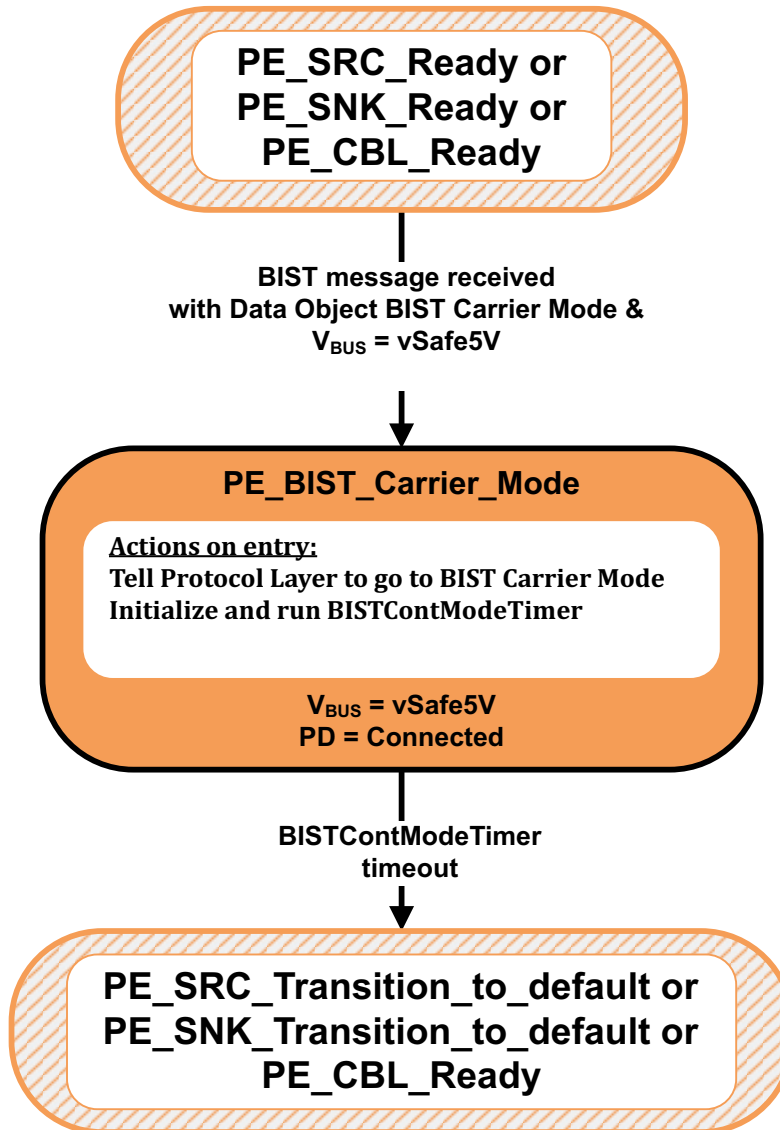 PE_SRC_Ready or
PE_SNK_Ready or
PE_CBL_Ready
BIST message received
with Data Object BIST Carrier Mode &
VBUS = vSafe5V
PE_BIST_Carrier_Mode
Actions on entry:
Tell Protocol Layer to go to BIST Carrier Mode
Initialize and run BISTContModeTimer
VBUS = vSafe5V
PD = Connected
BISTContModeTimer
timeout
PE_SRC_Transition_to_default or
PE_SNK_Transition_to_default or
PE_CBL_Ready